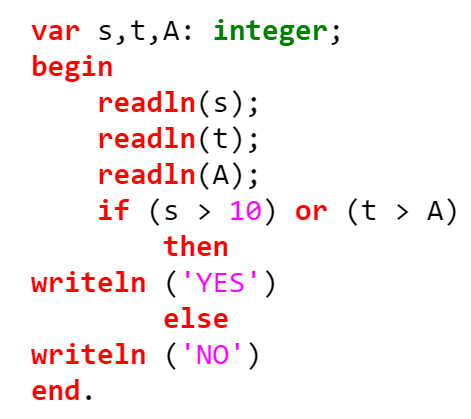 var s,t,A: integer;
begin
    readln(s);
    readln(t);
    readln(A);
    if (s > 10) or (t > A)
        then
writeln ('YES')
        else
writeln ('NO')
end.